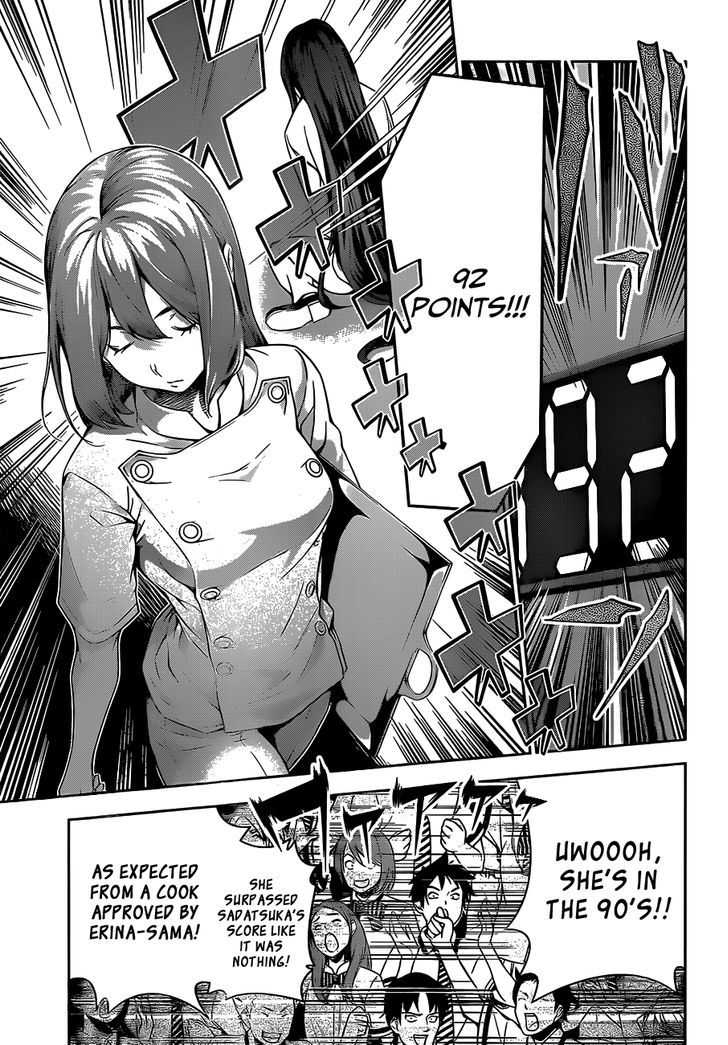 92
POINTS!!!
92
UWOOOH,
SHE'S IN
THE 90'S!!
SHE
SURPASSED
SADATSUKA'S
SCORE LIKE
IT WAS
NOTHING!
AS EXPECTED
FROM A COOK
APPROVED BY
ERINA-SAMA!